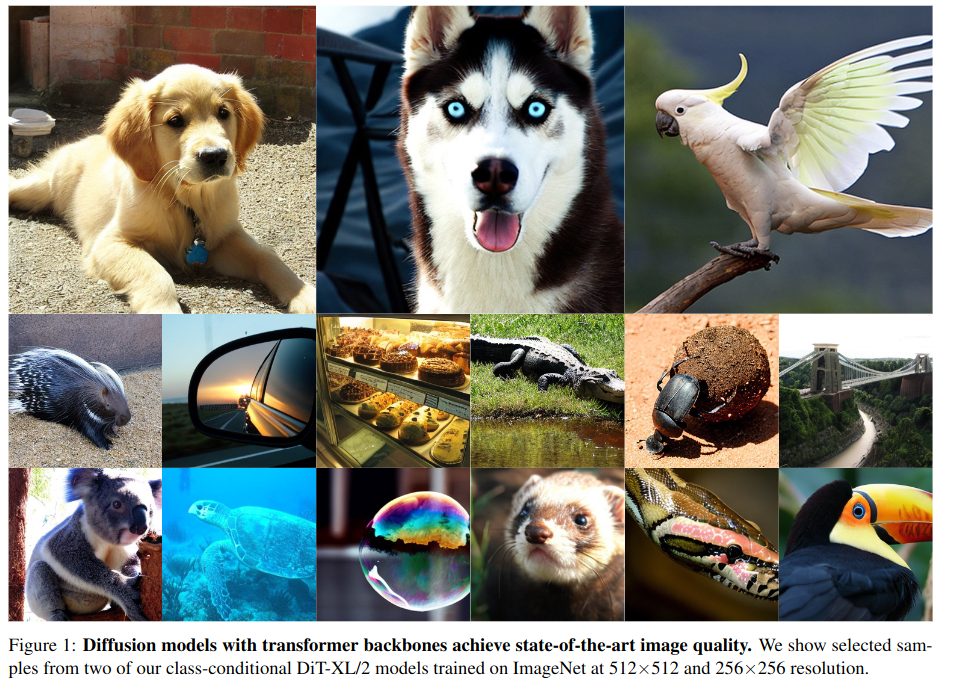 Figure 1: Diffusion models with transformer backbones achieve state-of-the-art image quality. We show selected sam-
ples from two of our class-conditional DiT-XL/2 models trained on ImageNet at 512×512 and 256×256 resolution.